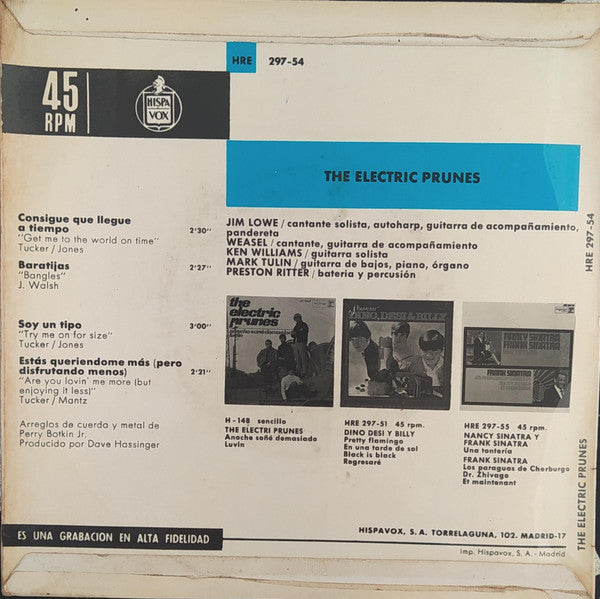 HRE 297-54
45
RPM
HISPA
VOX
THE ELECTRIC PRUNES
Consigue que llegue
a tiempo
"Get me to the world on time" 2'30"
Tucker / Jones
Baratijas 2'27"
"Bangles"
J. Walsh
Soy un tipo 3'00"
"Try me on for size"
Tucker / Jones
Estás queriendome más (pero
disfrutando menos) 2'21"
"Are you lovin' me more (but
enjoying it less)"
Tucker / Mantz
Arreglos de cuerda y metal de
Perry Botkin Jr.
Producido por Dave Hassinger
JIM LOWE / cantante solista, autoharp, guitarra de acompañamiento,
pandereta
WEASEL / cantante, guitarra de acompañamiento
KEN WILLIAMS / guitarra solista
MARK TULIN / guitarra de bajos, piano, órgano
PRESTON RITTER / bateria y percusión
the
electric
prunes
DINO, DESI & BILLY
NANCY SINATRA
FRANK SINATRA
FRANK SINATRA
H-148 sencillo
THE ELECTRI PRUNES
Anoche soñé demasiado
Luvin
HRE 297-51 45 rpm.
DINO DESI Y BILLY
Pretty flamingo
En una tarde de sol
Black is black
Regresaré
HRE 297-55 45 rpm.
NANCY SINATRA Y
FRANK SINATRA
Una tontería
FRANK SINATRA
Los paraguas de Cherburgo
Dr. Zhivago
Et maintenant
HRE 297-54
THE ELECTRIC PRUNES
ES UNA GRABACION EN ALTA FIDELIDAD
HISPAVOX, S. A. TORRELAGUNA, 102. MADRID-17
Imp. Hispavox, S. A. - Madrid